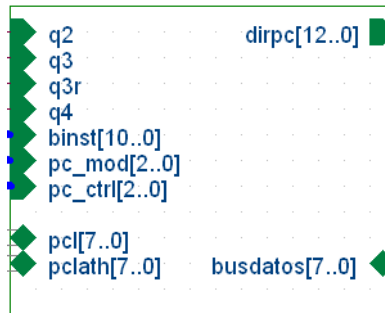 q2 dirpc[12..0]
q3
q3r
q4
binst[10..0]
pc_mod[2..0]
pc_ctrl[2..0]
pcl[7..0]
pclath[7..0] busdatos[7..0]